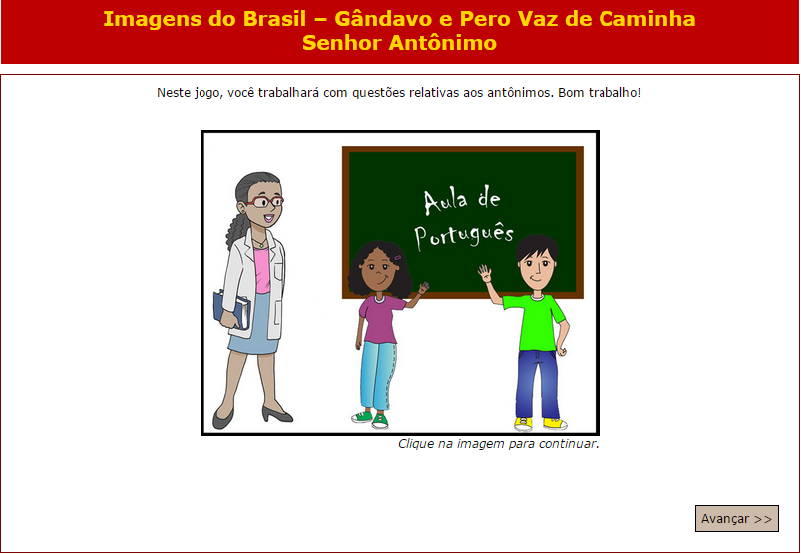 Imagens do Brasil – Gândavo e Pero Vaz de Caminha
Senhor Antônimo
Neste jogo, você trabalhará com questões relativas aos antônimos. Bom trabalho!
Aula de
Português
Clique na imagem para continuar.
Avançar >>